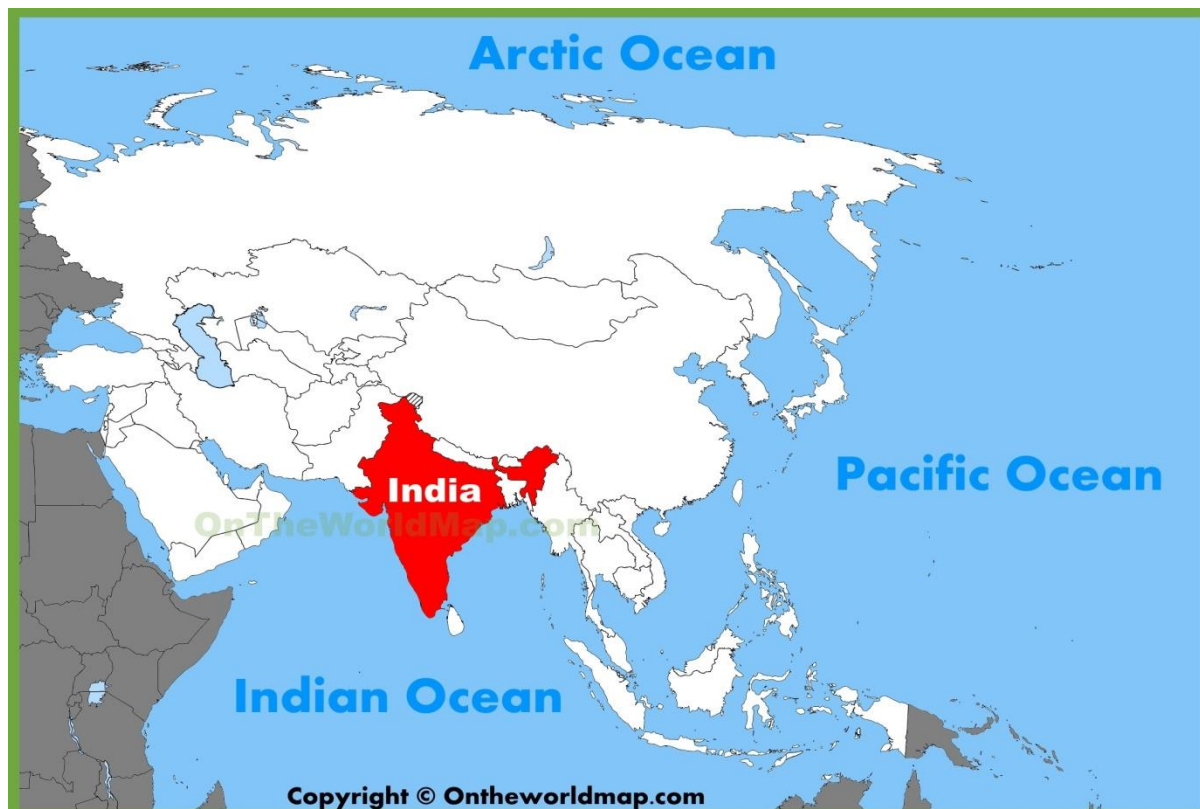 Arctic Ocean
Pacific Ocean
India
OnTheWorldMap.com
Indian Ocean
Copyright © Ontheworldmap.com